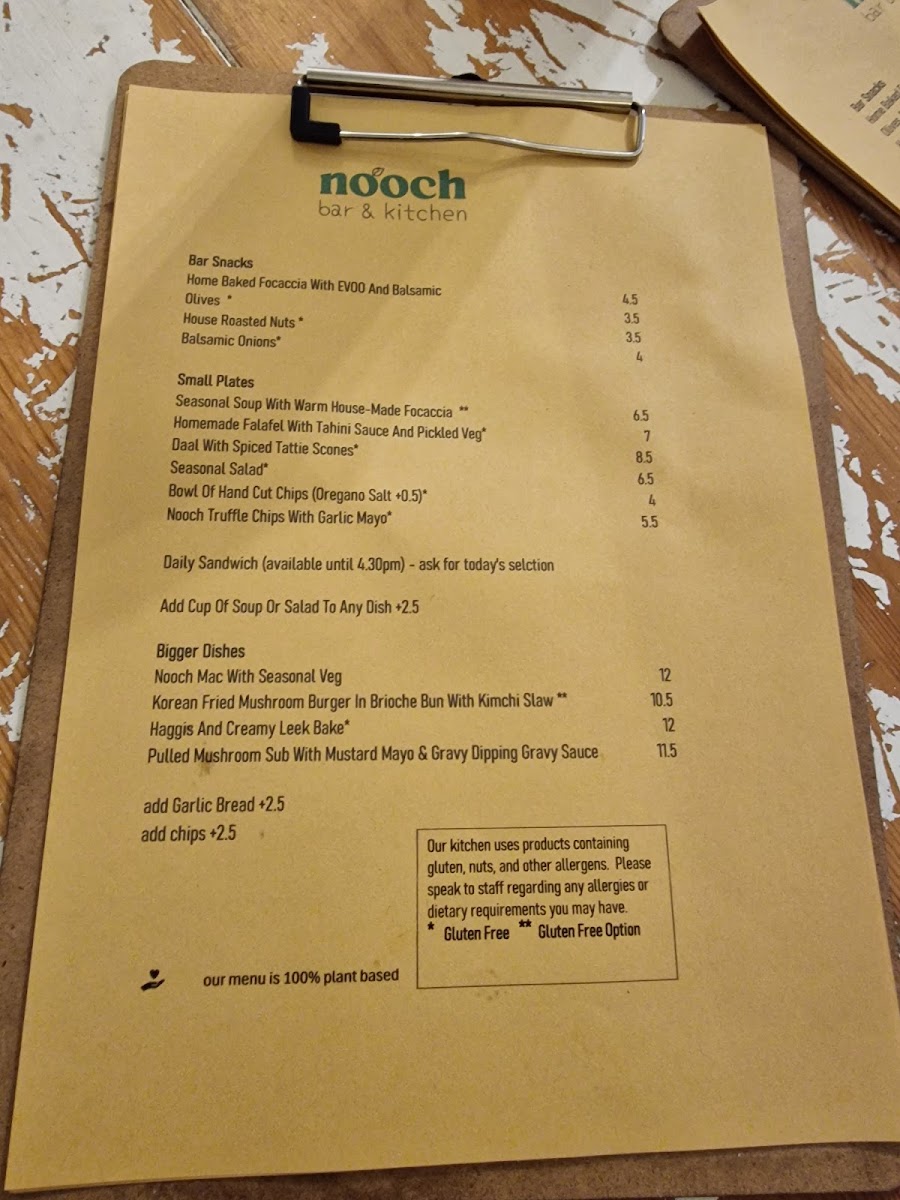 nooch
bar & kitchen
Bar Snacks
Home Baked Focaccia With EVOO And Balsamic 4.5
Olives * 3.5
House Roasted Nuts * 3.5
Balsamic Onions* 4
Small Plates
Seasonal Soup With Warm House-Made Focaccia ** 6.5
Homemade Falafel With Tahini Sauce And Pickled Veg* 7
Daal With Spiced Tattie Scones* 8.5
Seasonal Salad* 6.5
Bowl Of Hand Cut Chips (Oregano Salt +0.5)* 4
Nooch Truffle Chips With Garlic Mayo* 5.5
Daily Sandwich (available until 4.30pm) - ask for today's selction
Add Cup Of Soup Or Salad To Any Dish +2.5
Bigger Dishes
Nooch Mac With Seasonal Veg 12
Korean Fried Mushroom Burger In Brioche Bun With Kimchi Slaw ** 10.5
Haggis And Creamy Leek Bake* 12
Pulled Mushroom Sub With Mustard Mayo & Gravy Dipping Gravy Sauce 11.5
add Garlic Bread +2.5
add chips +2.5
Our kitchen uses products containing
gluten, nuts, and other allergens. Please
speak to staff regarding any allergies or
dietary requirements you may have.
* Gluten Free ** Gluten Free Option
our menu is 100% plant based
Bar Snacks
Home Baked